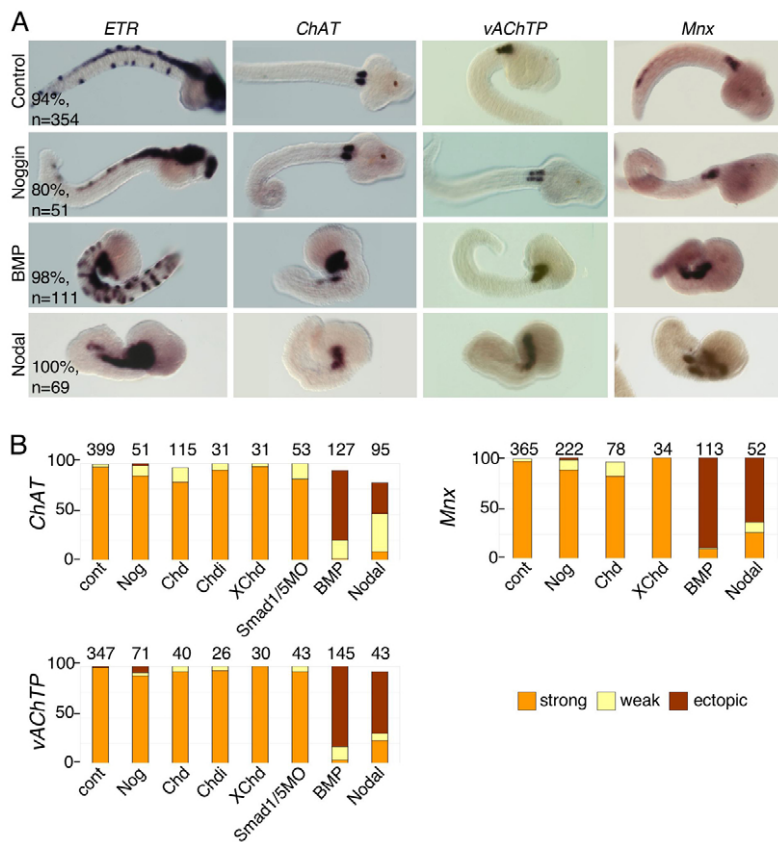 A
ETR ChAT vAChTP Mnx
Control
94%,
n=354
Noggin
80%,
n=51
BMP
98%,
n=111
Nodal
100%,
n=69
B
ChAT
399 51 115 31 31 53 127 95
100
50
0
cont Nog Chd Chdi XChd Smad1/5MO BMP Nodal
Mnx
365 222 78 34 113 52
100
50
0
cont Nog Chd XChd BMP Nodal
vAChTP
347 71 40 26 30 43 145 43
100
50
0
cont Nog Chd Chdi XChd Smad1/5MO BMP Nodal
strong weak ectopic